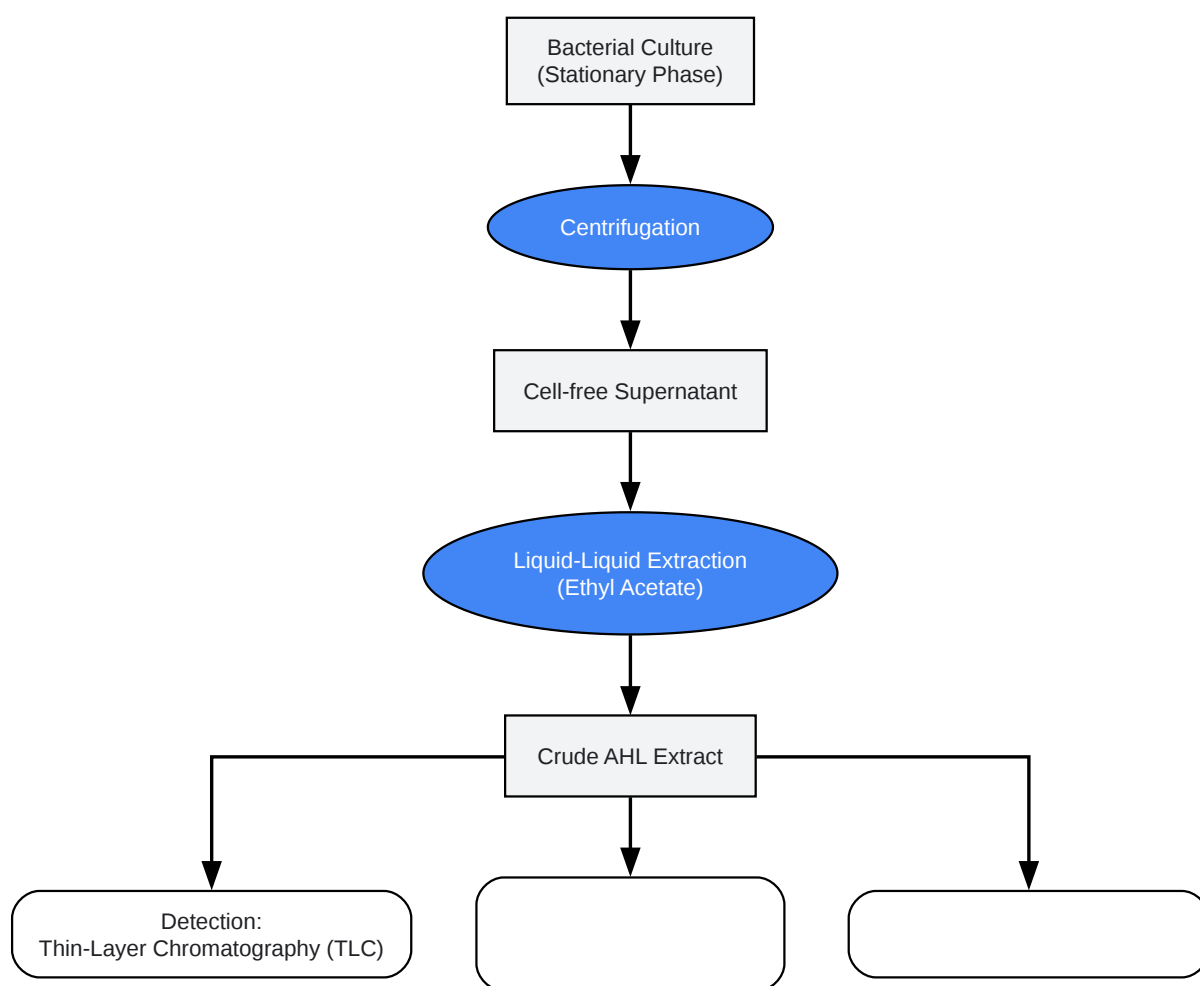 Bacterial Culture
(Stationary Phase)
Centrifugation
Cell-free Supernatant
Liquid-Liquid Extraction
(Ethyl Acetate)
Crude AHL Extract
Detection:
Thin-Layer Chromatography (TLC)